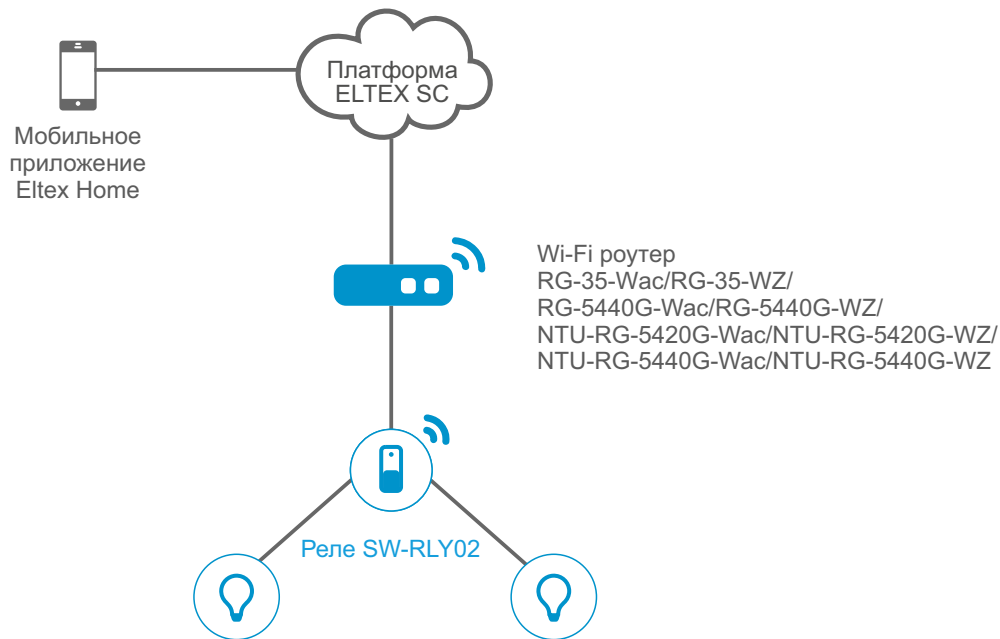 Платформа
ELTEX SC
Мобильное
приложение
Eltex Home
Wi-Fi роутер
RG-35-Wac/RG-35-WZ/
RG-5440G-Wac/RG-5440G-WZ/
NTU-RG-5420G-Wac/NTU-RG-5420G-WZ/
NTU-RG-5440G-Wac/NTU-RG-5440G-WZ
Реле SW-RLY02